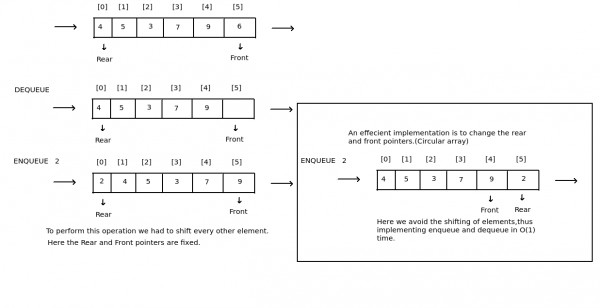 [0] [1] [2] [3] [4] [5]
4 5 3 7 9 6
Rear Front
DEQUEUE
[0] [1] [2] [3] [4] [5]
4 5 3 7 9
Rear Front
ENQUEUE 2
[0] [1] [2] [3] [4] [5]
2 4 5 3 7 9
Rear Front
To perform this operation we had to shift every other element.
Here the Rear and Front pointers are fixed.
An effecient implementation is to change the rear
and front pointers.(Circular array)
ENQUEUE 2
[0] [1] [2] [3] [4] [5]
4 5 3 7 9 2
Front Rear
Here we avoid the shifting of elements,thus
implementing enqueue and dequeue in O(1)
time.